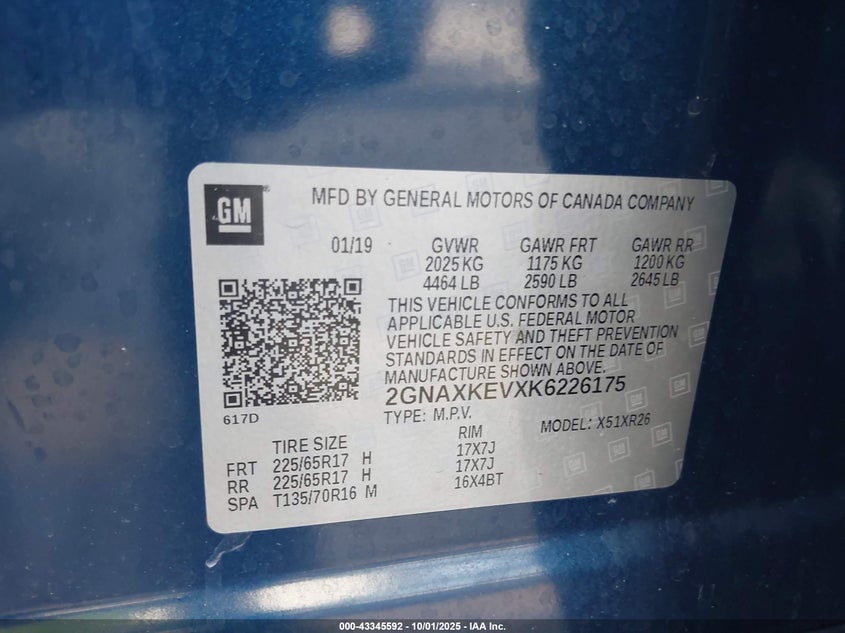 GM
MFD BY GENERAL MOTORS OF CANADA COMPANY
01/19 GVWR GAWR FRT GAWR RR
2025 KG 1175 KG 1200 KG
4464 LB 2590 LB 2645 LB
THIS VEHICLE CONFORMS TO ALL
APPLICABLE U.S. FEDERAL MOTOR
VEHICLE SAFETY AND THEFT PREVENTION
STANDARDS IN EFFECT ON THE DATE OF
MANUFACTURE SHOWN ABOVE.
617D
2GNAXKEVXK6226175
TYPE: M.P.V. MODEL: X51XR26
TIRE SIZE RIM
FRT 225/65R17 H 17X7J
RR 225/65R17 H 17X7J
SPA T135/70R16 M 16X4BT
000-43345592 - 10/01/2025 - IAA Inc.